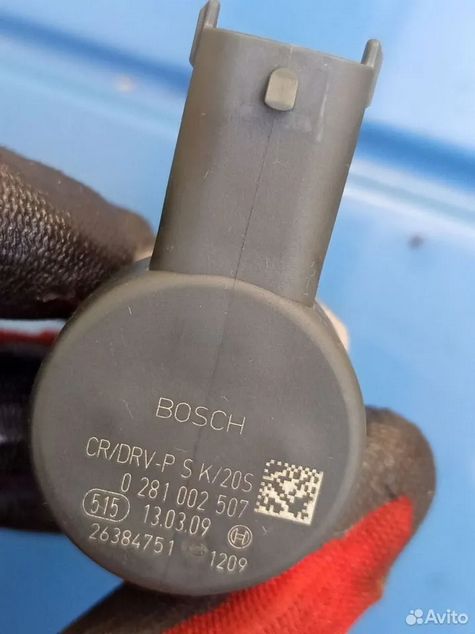 BOSCH
CR/DRV-P S K/20S
0 281 002 507
515 13.03.09
26384751 1209
Avito